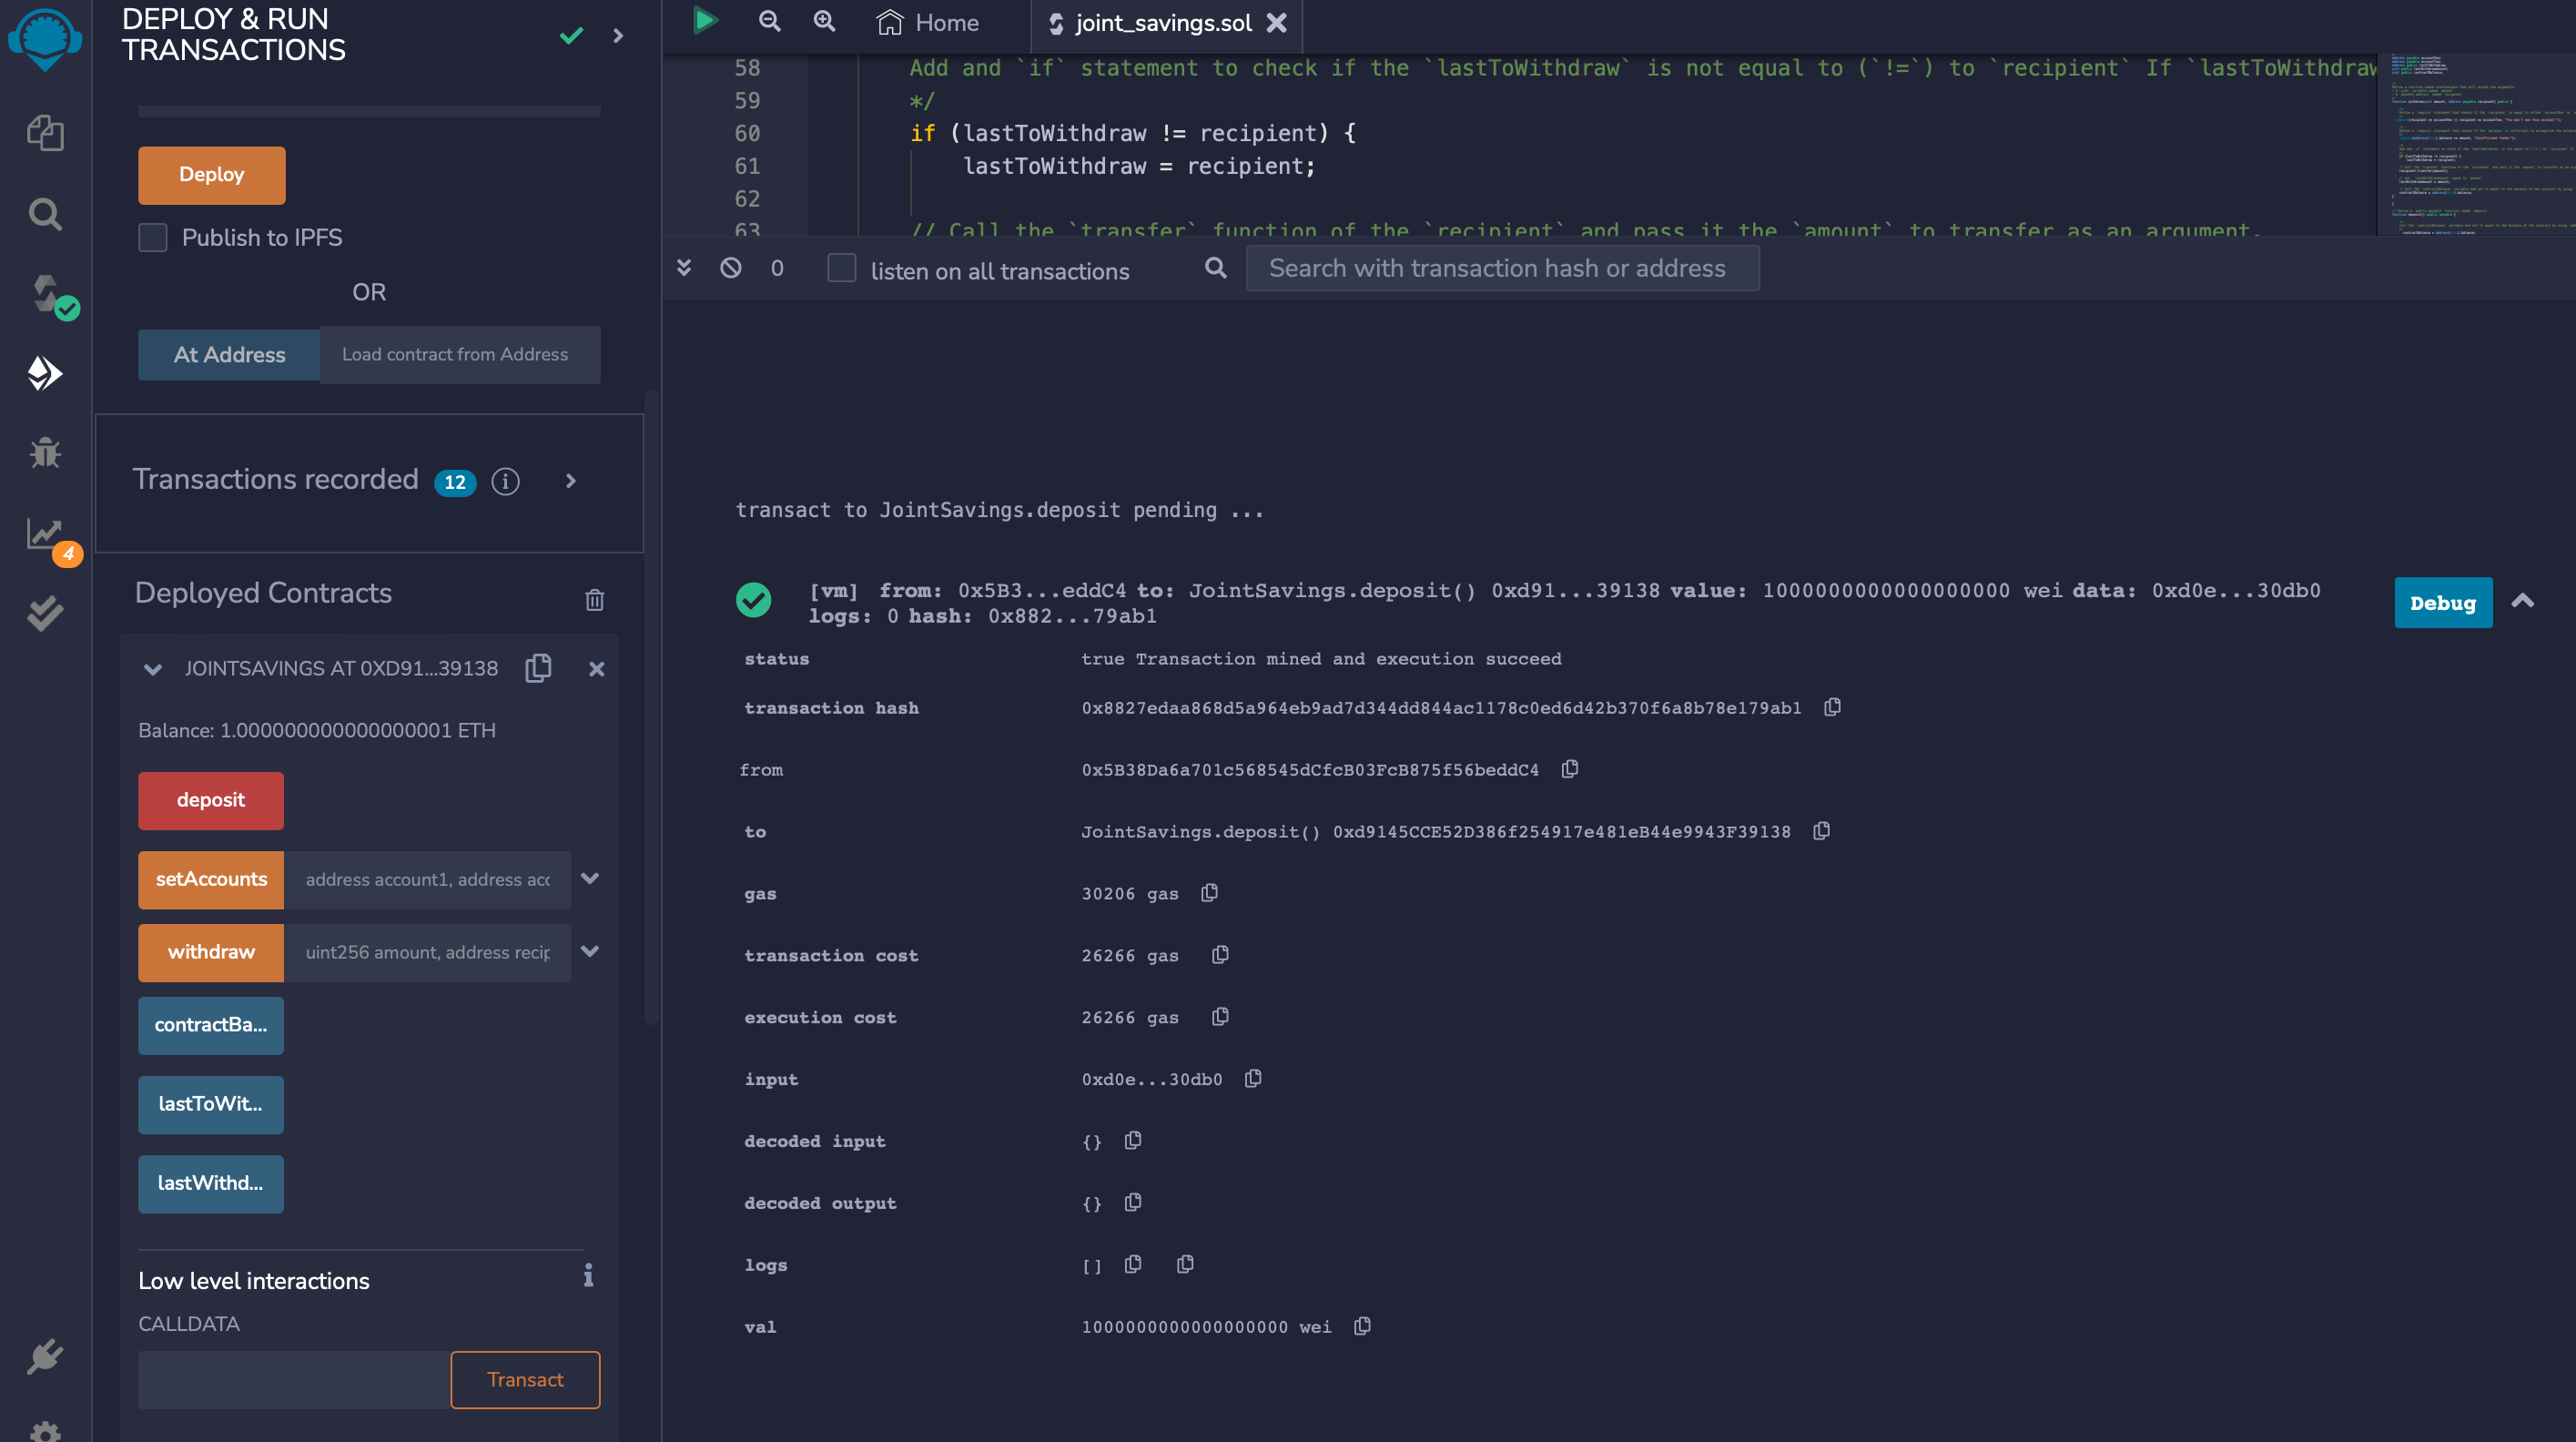 DEPLOY & RUN
TRANSACTIONS
Deploy
Publish to IPFS
OR
At Address
Load contract from Address
Transactions recorded 12
4
Deployed Contracts
JOINTSAVINGS AT 0XD91...39138
Balance: 1.000000000000000001 ETH
deposit
setAccounts
address account1, address acc
withdraw
uint256 amount, address recip
contractBa...
lastToWit...
lastWithd...
Low level interactions
CALLDATA
Transact
Home
joint_savings.sol
58 Add and `if` statement to check if the `lastToWithdraw` is not equal to (`!=`) to `recipient` If `lastToWithdraw
59 */
60 if (lastToWithdraw != recipient) {
61 lastToWithdraw = recipient;
62
63 // Call the `transfer` function of the `recipient` and pass it the `amount` to transfer as an argument.
0
listen on all transactions
Search with transaction hash or address
transact to JointSavings.deposit pending ...
[vm] from: 0x5B3...eddC4 to: JointSavings.deposit() 0xd91...39138 value: 1000000000000000000 wei data: 0xd0e...30db0
logs: 0 hash: 0x882...79ab1
Debug
status true Transaction mined and execution succeed
transaction hash 0x8827edaa868d5a964eb9ad7d344dd844ac1178c0ed6d42b370f6a8b78e179ab1
from 0x5B38Da6a701c568545dCfcB03FcB875f56beddC4
to JointSavings.deposit() 0xd9145CCE52D386f254917e481eB44e9943F39138
gas 30206 gas
transaction cost 26266 gas
execution cost 26266 gas
input 0xd0e...30db0
decoded input {}
decoded output {}
logs []
val 1000000000000000000 wei